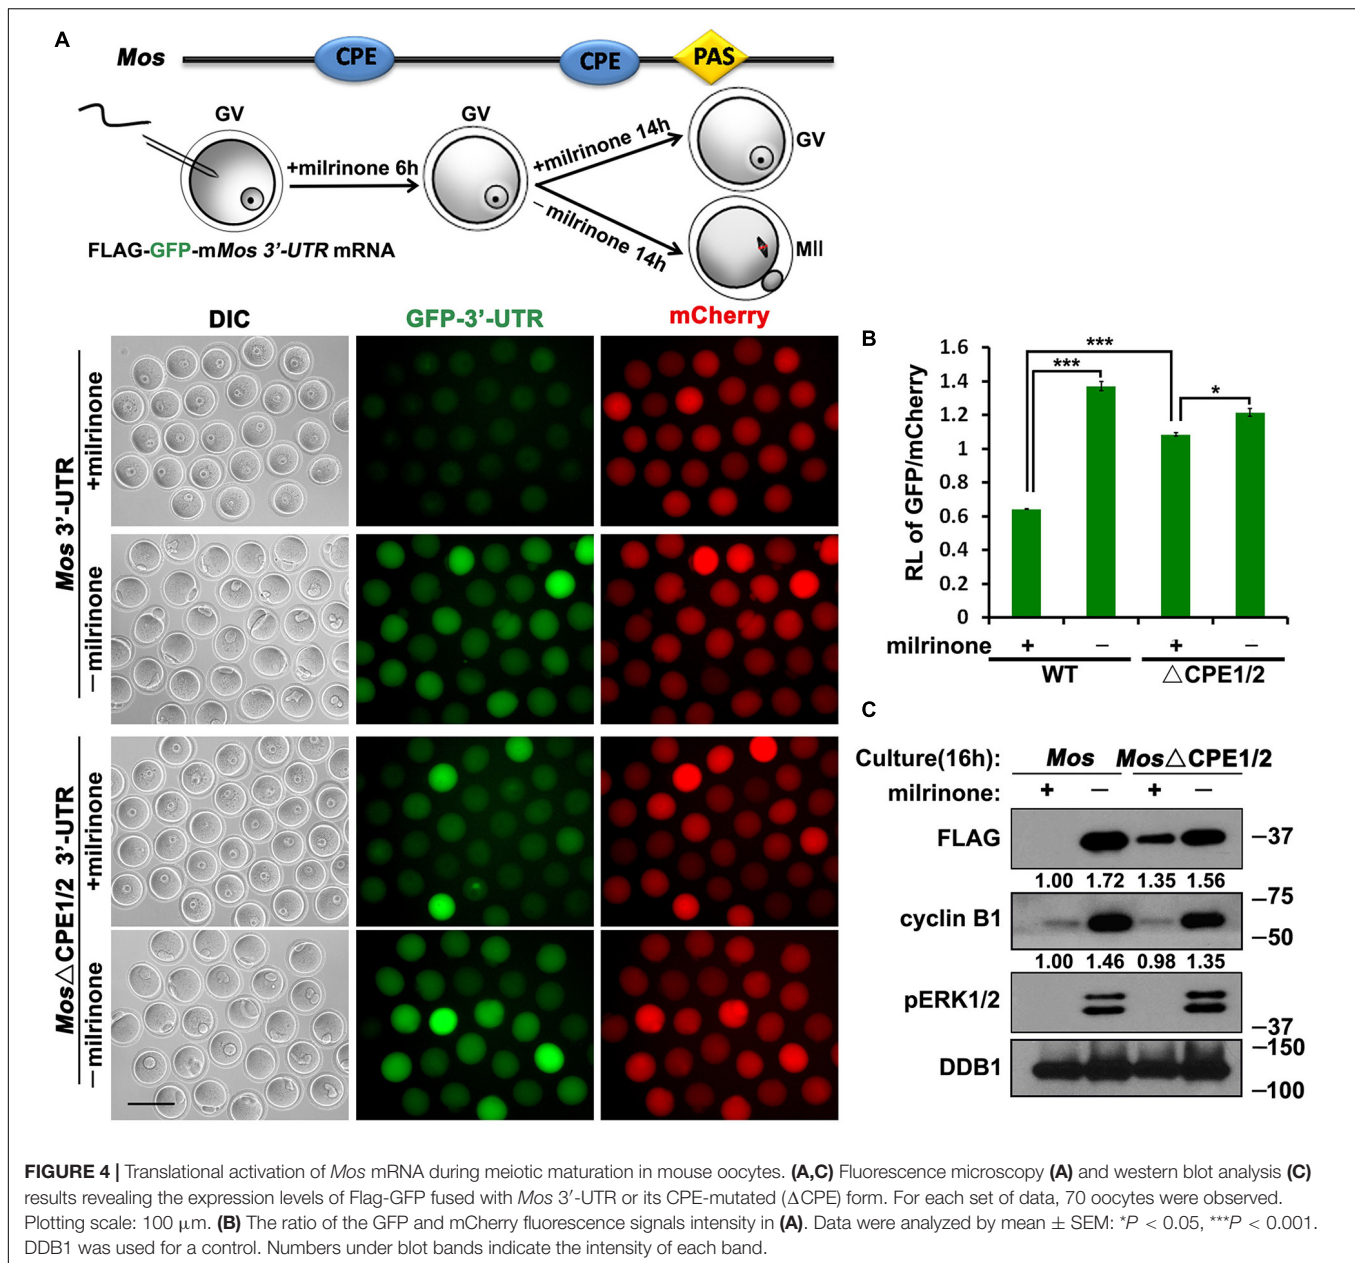 A
Mos
CPE
CPE
PAS
GV
GV
+milrinone 6h
+milrinone 14h
GV
−milrinone 14h
MII
FLAG-GFP-mMos 3'-UTR mRNA
DIC
GFP-3'-UTR
mCherry
Mos 3'-UTR
+milrinone
−milrinone
Mos△CPE1/2 3'-UTR
+milrinone
−milrinone
B
RL of GFP/mCherry
1.6
1.4
1.2
1
0.8
0.6
0.4
0.2
0
***
***
*
milrinone + − + −
WT △CPE1/2
C
Culture(16h): Mos Mos△CPE1/2
milrinone: + − + −
FLAG −37
1.00 1.72 1.35 1.56
cyclin B1 −75
−50
1.00 1.46 0.98 1.35
pERK1/2
−37
DDB1 −150
−100
FIGURE 4 | Translational activation of Mos mRNA during meiotic maturation in mouse oocytes. (A,C) Fluorescence microscopy (A) and western blot analysis (C)
results revealing the expression levels of Flag-GFP fused with Mos 3′-UTR or its CPE-mutated (ΔCPE) form. For each set of data, 70 oocytes were observed.
Plotting scale: 100 μm. (B) The ratio of the GFP and mCherry fluorescence signals intensity in (A). Data were analyzed by mean ± SEM: *P < 0.05, ***P < 0.001.
DDB1 was used for a control. Numbers under blot bands indicate the intensity of each band.